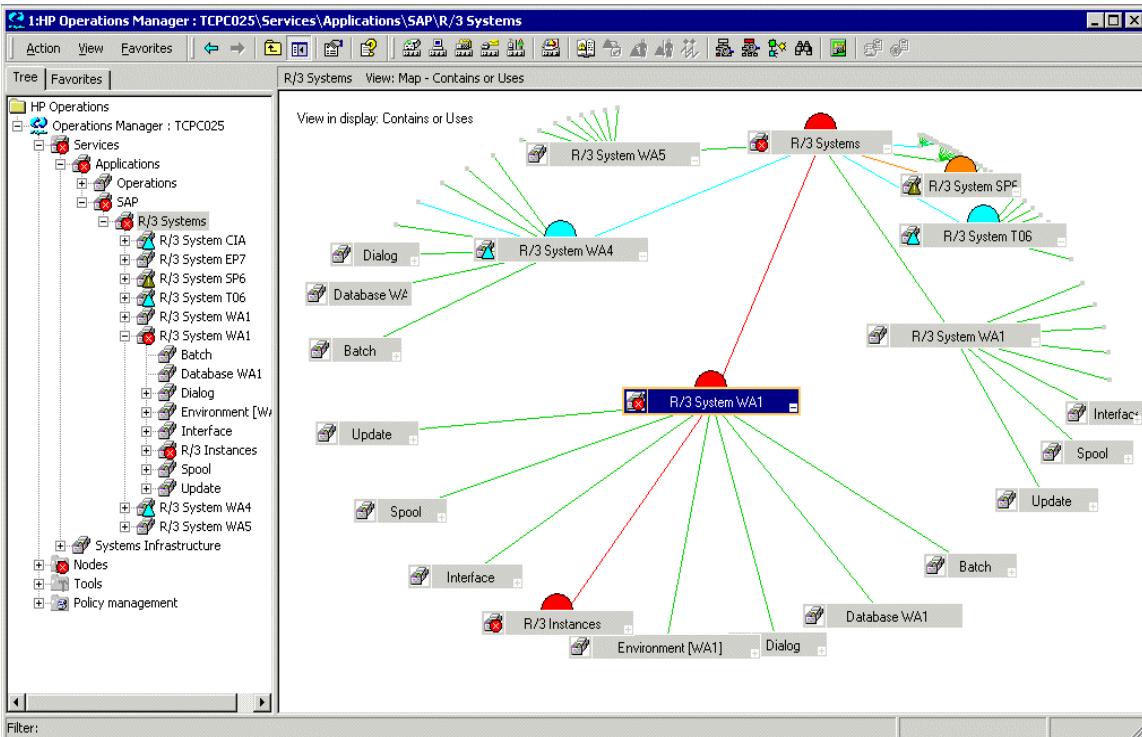 1:HP Operations Manager : TCPC025\Services\Applications\SAP\R/3 Systems
Action View Favorites
Tree Favorites
R/3 Systems View: Map - Contains or Uses
HP Operations
Operations Manager : TCPC025
Services
Applications
Operations
SAP
R/3 Systems
R/3 System CIA
R/3 System EP7
R/3 System SP6
R/3 System T06
R/3 System WA1
R/3 System WA1
Batch
Database WA1
Dialog
Environment [W
Interface
R/3 Instances
Spool
Update
R/3 System WA4
R/3 System WA5
Systems Infrastructure
Nodes
Tools
Policy management
View in display: Contains or Uses
R/3 System WA5
R/3 Systems
R/3 System SP6
R/3 System T06
R/3 System WA4
Dialog
Database WA
Batch
R/3 System WA1
R/3 System WA1
Interfac
Spool
Update
Update
Spool
Interface
R/3 Instances
Environment [WA1]
Dialog
Database WA1
Batch
Filter: